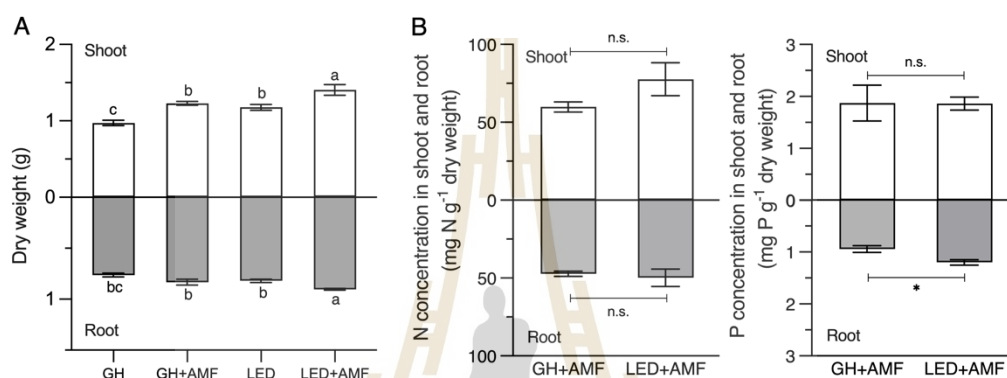 A
Shoot
Dry weight (g)
2
1
0
1
c
b
b
a
bc
b
b
a
Root
GH
GH+AMF
LED
LED+AMF
B
N concentration in shoot and root
(mg N g⁻¹ dry weight)
100
50
0
50
100
Shoot
n.s.
n.s.
Root
GH+AMF
LED+AMF
P concentration in shoot and root
(mg P g⁻¹ dry weight)
3
2
1
0
1
2
3
Shoot
n.s.
*
Root
GH+AMF
LED+AMF